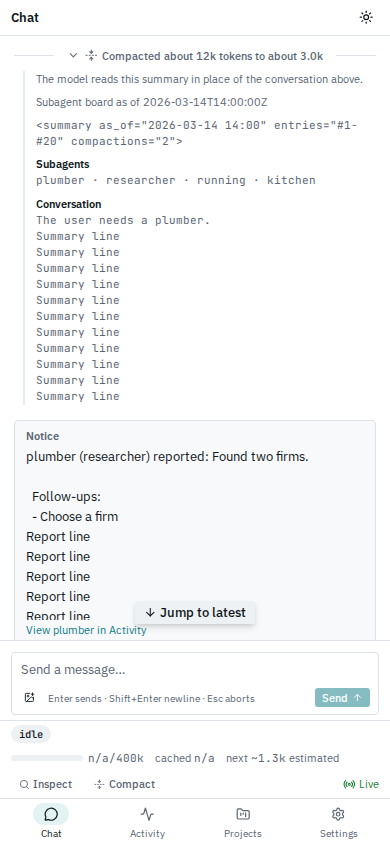 Chat
Compacted about 12k tokens to about 3.0k
The model reads this summary in place of the conversation above.
Subagent board as of 2026-03-14T14:00:00Z
<summary as_of="2026-03-14 14:00" entries="#1-
#20" compactions="2">
Subagents
plumber · researcher · running · kitchen
Conversation
The user needs a plumber.
Summary line
Summary line
Summary line
Summary line
Summary line
Summary line
Summary line
Summary line
Summary line
Summary line
Summary line
Notice
plumber (researcher) reported: Found two firms.
Follow-ups:
- Choose a firm
Report line
Report line
Report line
Report line
Report line
Jump to latest
View plumber in Activity
Send a message...
Enter sends · Shift+Enter newline · Esc aborts
Send
idle
n/a/400k cached n/a next ~1.3k estimated
Inspect Compact Live
Chat Activity Projects Settings